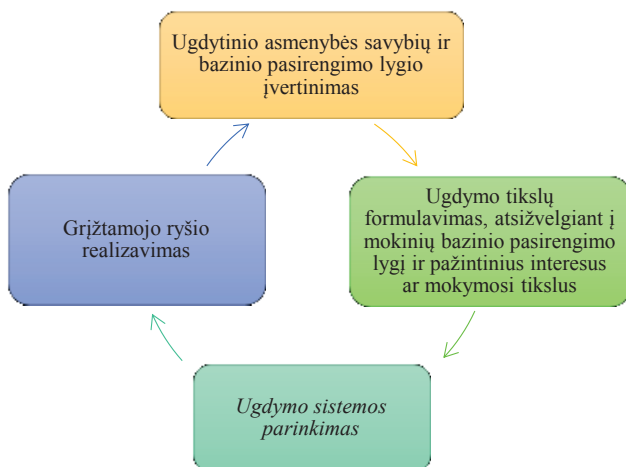 Ugdytinio asmenybės savybių ir
bazinio pasirengimo lygio
įvertinimas
Ugdymo tikslų
formulavimas, atsižvelgiant į
mokinių bazinio pasirengimo
lygį ir pažintinius interesus
ar mokymosi tikslus
Ugdymo sistemos
parinkimas
Grįžtamojo ryšio
realizavimas